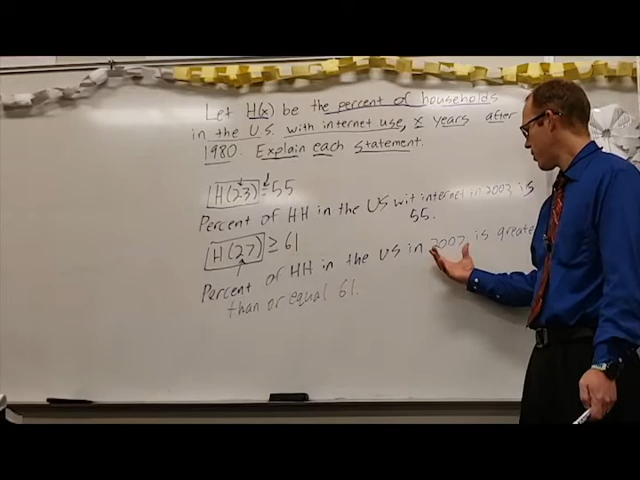 Let H(x) be the percent of households
in the U.S. with internet use, x years after
1980. Explain each statement.
H(23) = 55
Percent of HH in the US wit internet in 2003 is
55.
H(27) ≥ 61
Percent of HH in the US in 2007 is greate
than or equal 61.